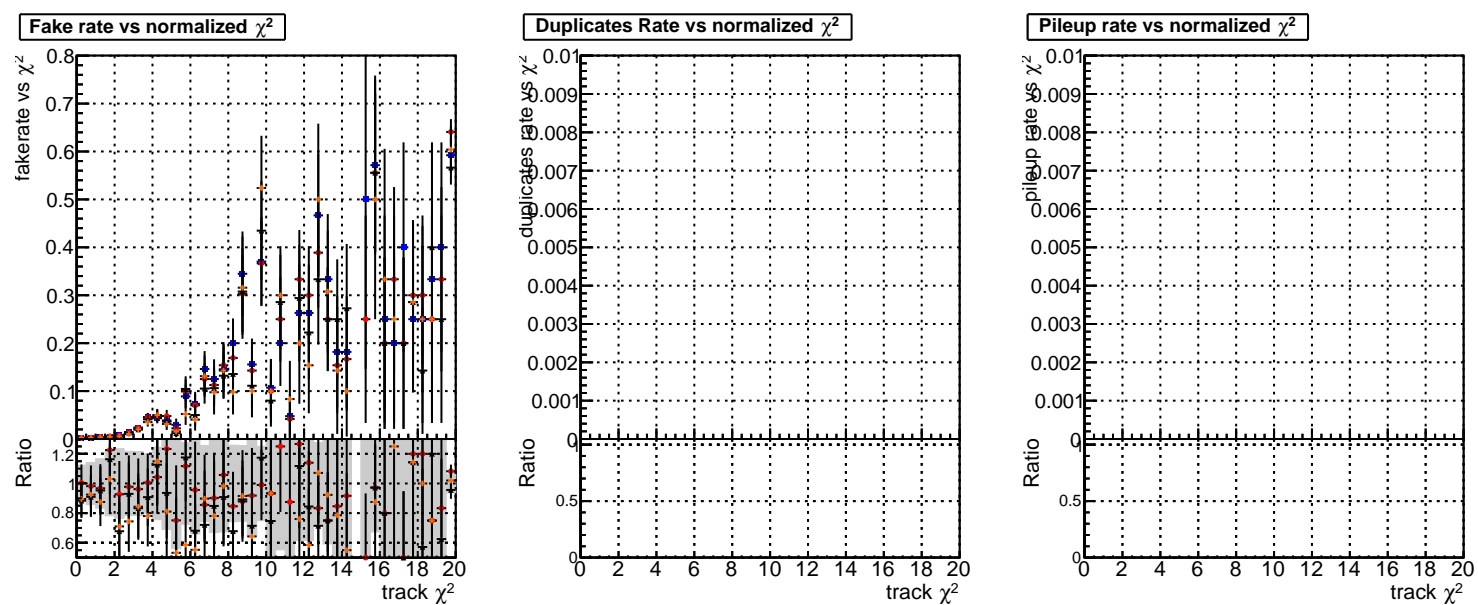 Fake rate vs normalized χ²
Duplicates Rate vs normalized χ²
Pileup rate vs normalized χ²
fakerate vs χ²
0.8
0.7
0.6
0.5
0.4
0.3
0.2
0.1
0
Ratio
1.2
1
0.8
0.6
0 2 4 6 8 10 12 14 16 18 20
track χ²
duplicates rate vs χ²
0.01
0.009
0.008
0.007
0.006
0.005
0.004
0.003
0.002
0.001
0
Ratio
1
0.5
0
0 2 4 6 8 10 12 14 16 18 20
track χ²
pileup rate vs χ²
0.01
0.009
0.008
0.007
0.006
0.005
0.004
0.003
0.002
0.001
0
Ratio
1
0.5
0
0 2 4 6 8 10 12 14 16 18 20
track χ²